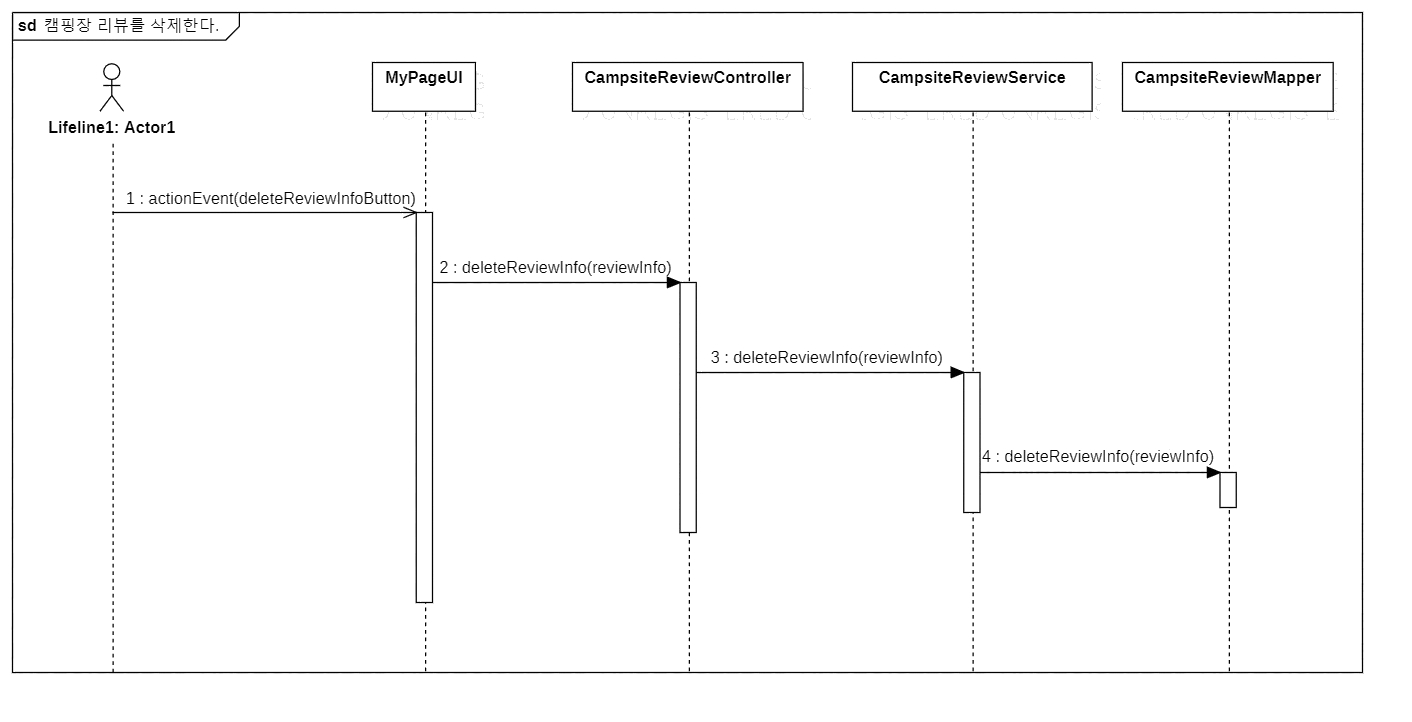 sd 캠핑장 리뷰를 삭제한다.
MyPageUI
CampsiteReviewController
CampsiteReviewService
CampsiteReviewMapper
Lifeline1: Actor1
1 : actionEvent(deleteReviewInfoButton)
2 : deleteReviewInfo(reviewInfo)
3 : deleteReviewInfo(reviewInfo)
4 : deleteReviewInfo(reviewInfo)